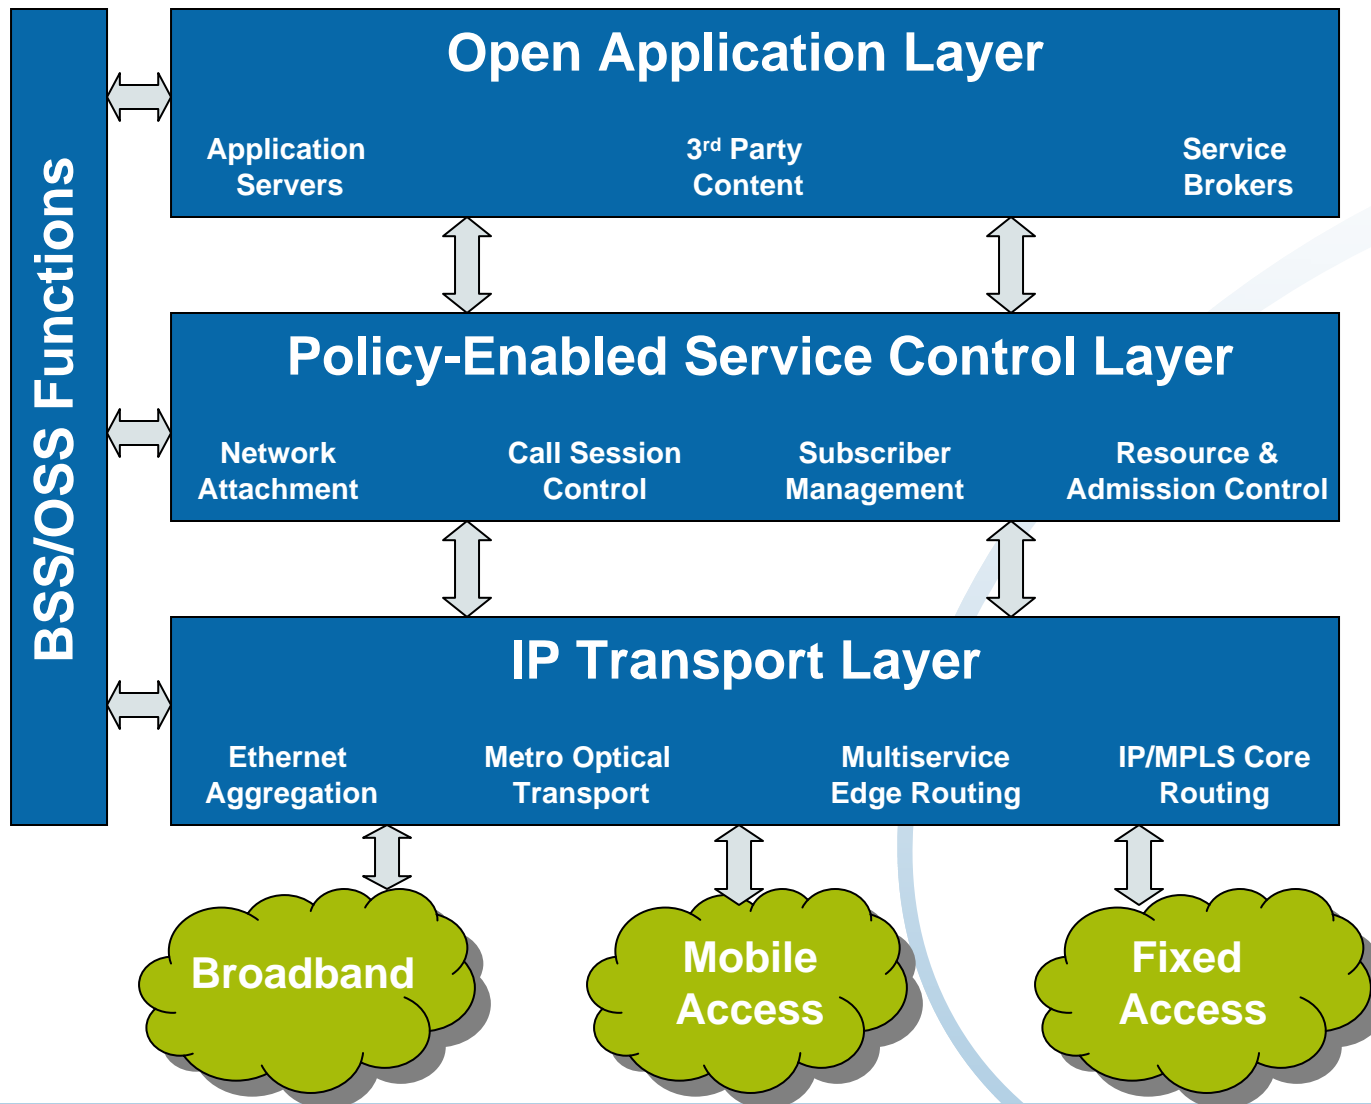 BSS/OSS Functions
Open Application Layer
Application
Servers
3rd Party
Content
Service
Brokers
Policy-Enabled Service Control Layer
Network
Attachment
Call Session
Control
Subscriber
Management
Resource &
Admission Control
IP Transport Layer
Ethernet
Aggregation
Metro Optical
Transport
Multiservice
Edge Routing
IP/MPLS Core
Routing
Broadband
Mobile
Access
Fixed
Access